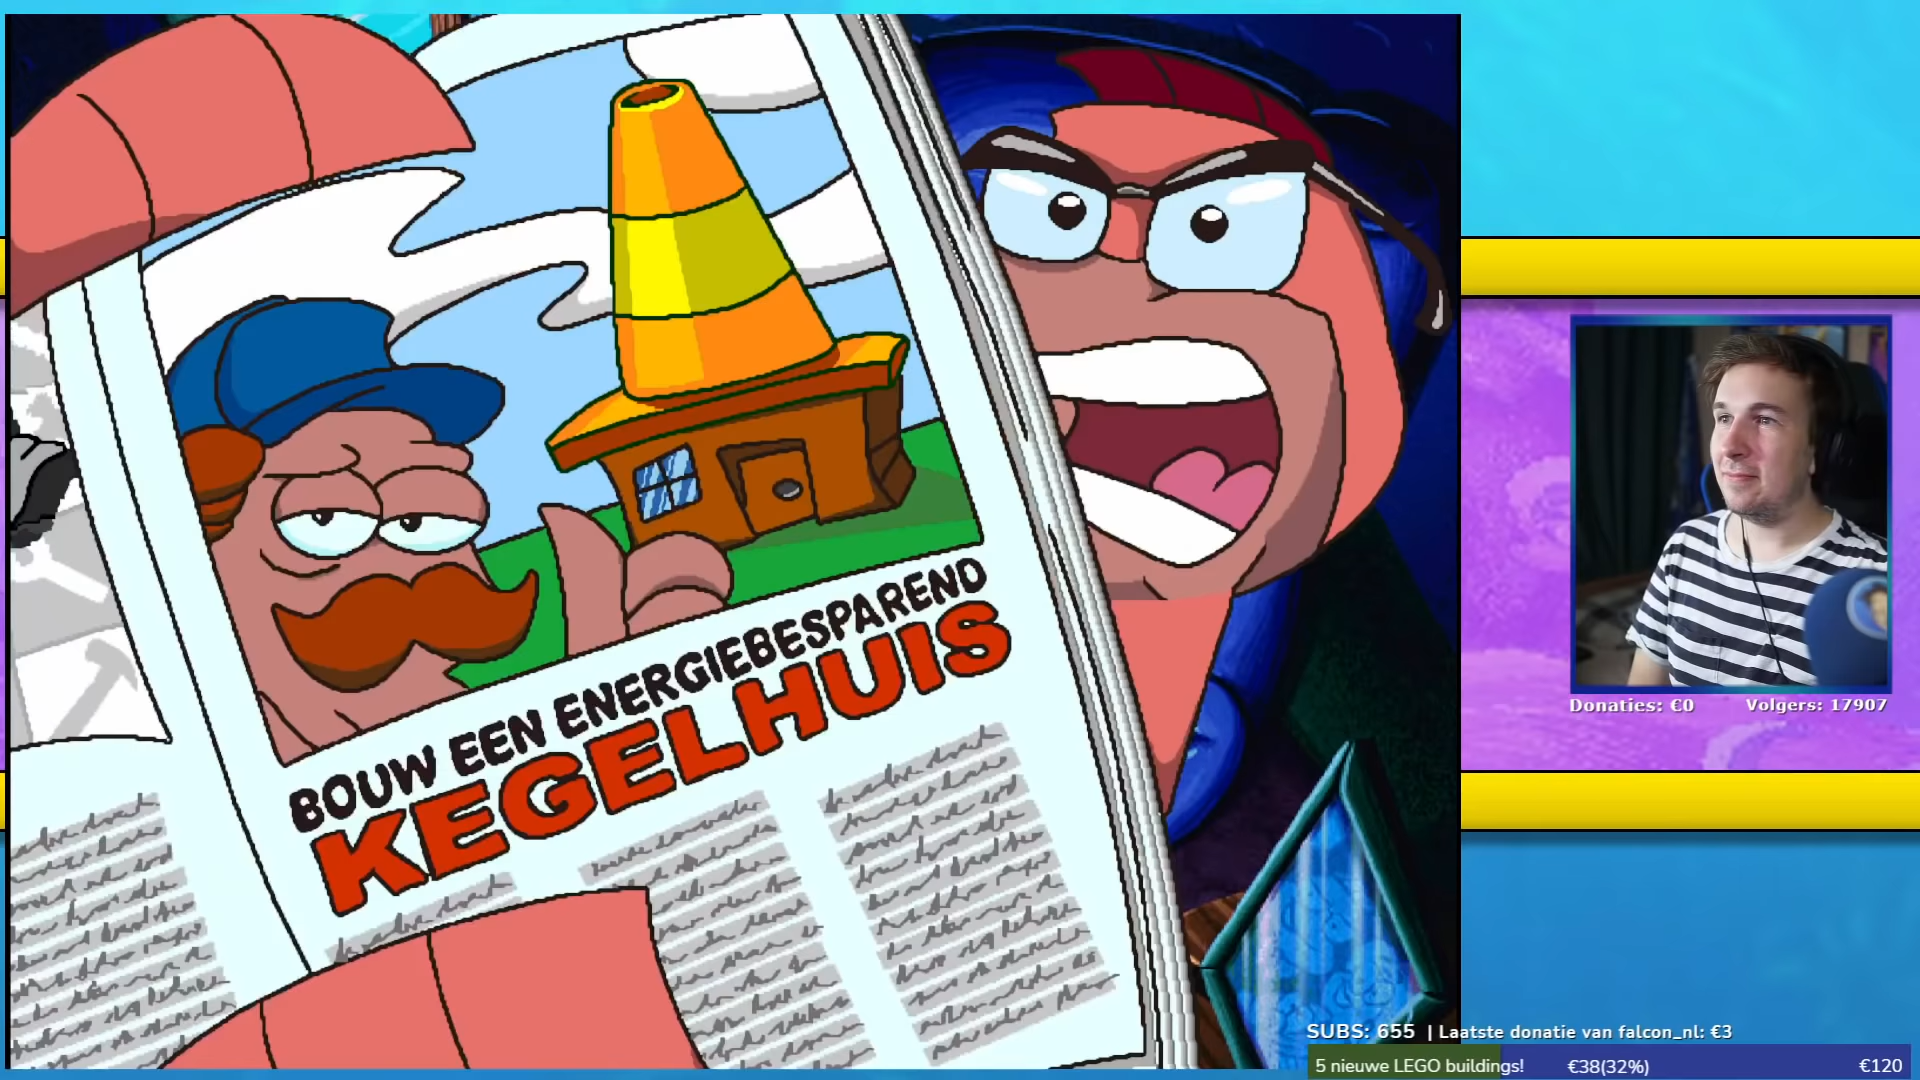 BOUW EEN ENERGIEBESPAREND
KEGELHUIS
Donaties: €0 Volgers: 17907
SUBS: 655 | Laatste donatie van falcon_nl: €3
5 nieuwe LEGO buildings! €38(32%) €120